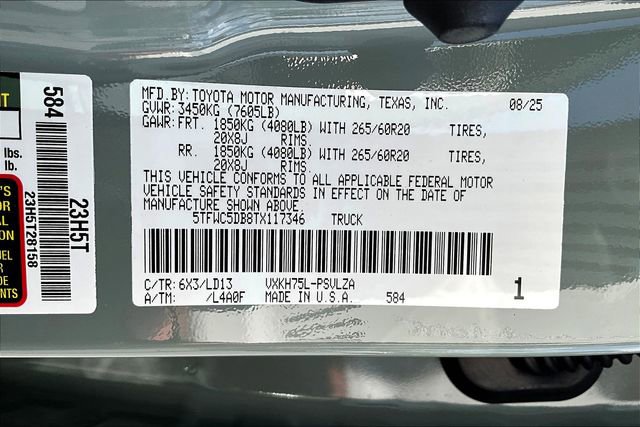 MFD.BY:TOYOTA MOTOR MANUFACTURING, TEXAS, INC. 08/25
GVWR:3450KG (7605LB)
GAWR:FRT. 1850KG (4080LB) WITH 265/60R20 TIRES,
20X8J RIMS.
RR. 1850KG (4080LB) WITH 265/60R20 TIRES,
20X8J RIMS.
THIS VEHICLE CONFORMS TO ALL APPLICABLE FEDERAL MOTOR
VEHICLE SAFETY STANDARDS IN EFFECT ON THE DATE OF
MANUFACTURE SHOWN ABOVE.
5TFWC5DB8TX117346 TRUCK
C/TR:6X3/LD13 VXKH75L-PSVLZA
A/TM: /L4A0F MADE IN U.S.A. 584 1
584
23H5T
23H5T28158
lbs.
lb.